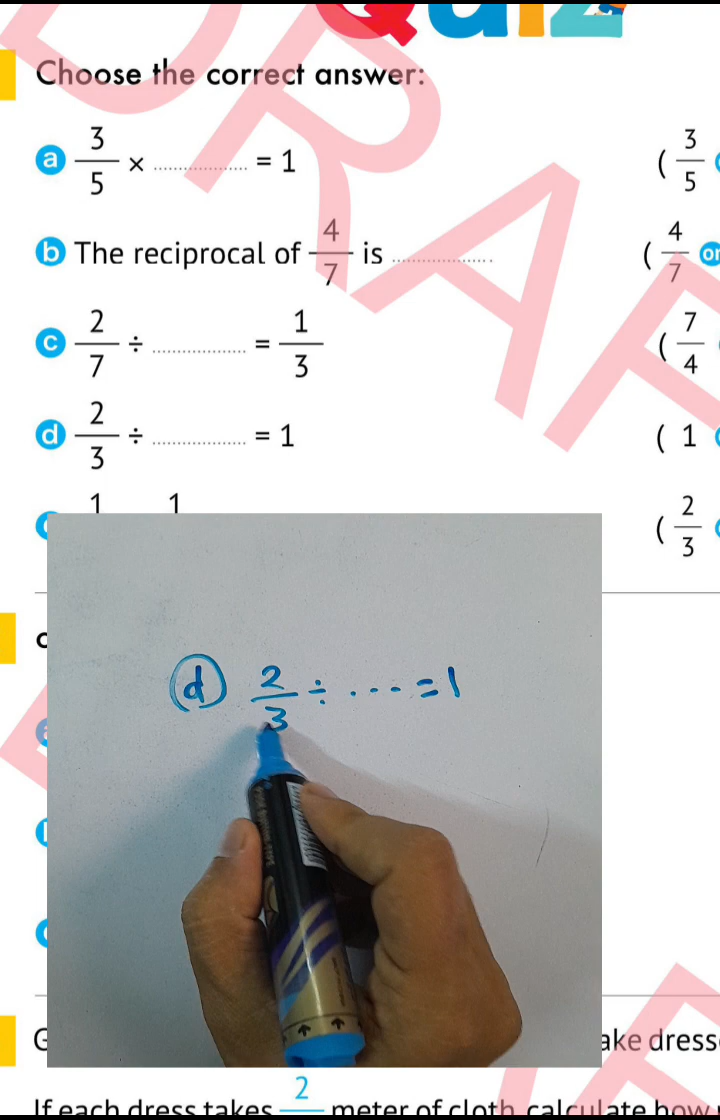 Quiz
Choose the correct answer:
a 3/5 × ................ = 1 ( 3/5
b The reciprocal of 4/7 is ................ ( 4/7 or
c 2/7 ÷ ................ = 1/3 ( 7/4
d 2/3 ÷ ................ = 1 ( 1
1 1 ( 2/3
d 2/3 ÷ .... = 1
G ake dress
If each dress takes 2 meter of cloth calculate how
DRAF